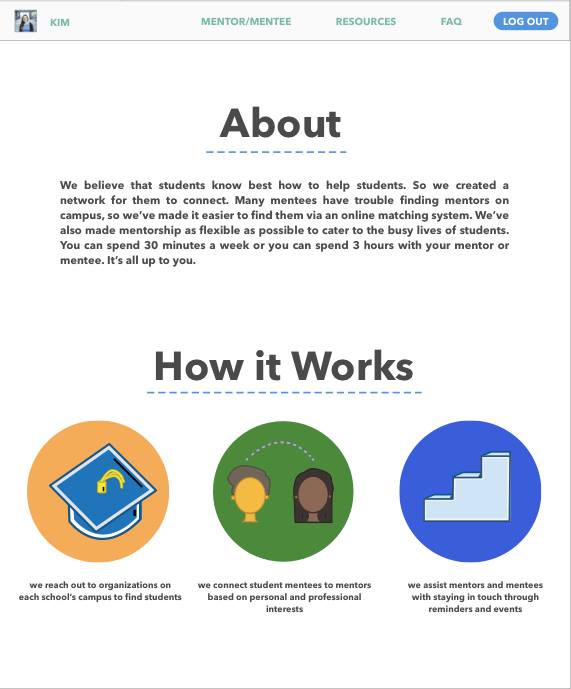 KIM
MENTOR/MENTEE
RESOURCES
FAQ
LOG OUT
About
We believe that students know best how to help students. So we created a
network for them to connect. Many mentees have trouble finding mentors on
campus, so we've made it easier to find them via an online matching system. We've
also made mentorship as flexible as possible to cater to the busy lives of students.
You can spend 30 minutes a week or you can spend 3 hours with your mentor or
mentee. It's all up to you.
How it Works
we reach out to organizations on
each school's campus to find students
we connect student mentees to mentors
based on personal and professional
interests
we assist mentors and mentees
with staying in touch through
reminders and events